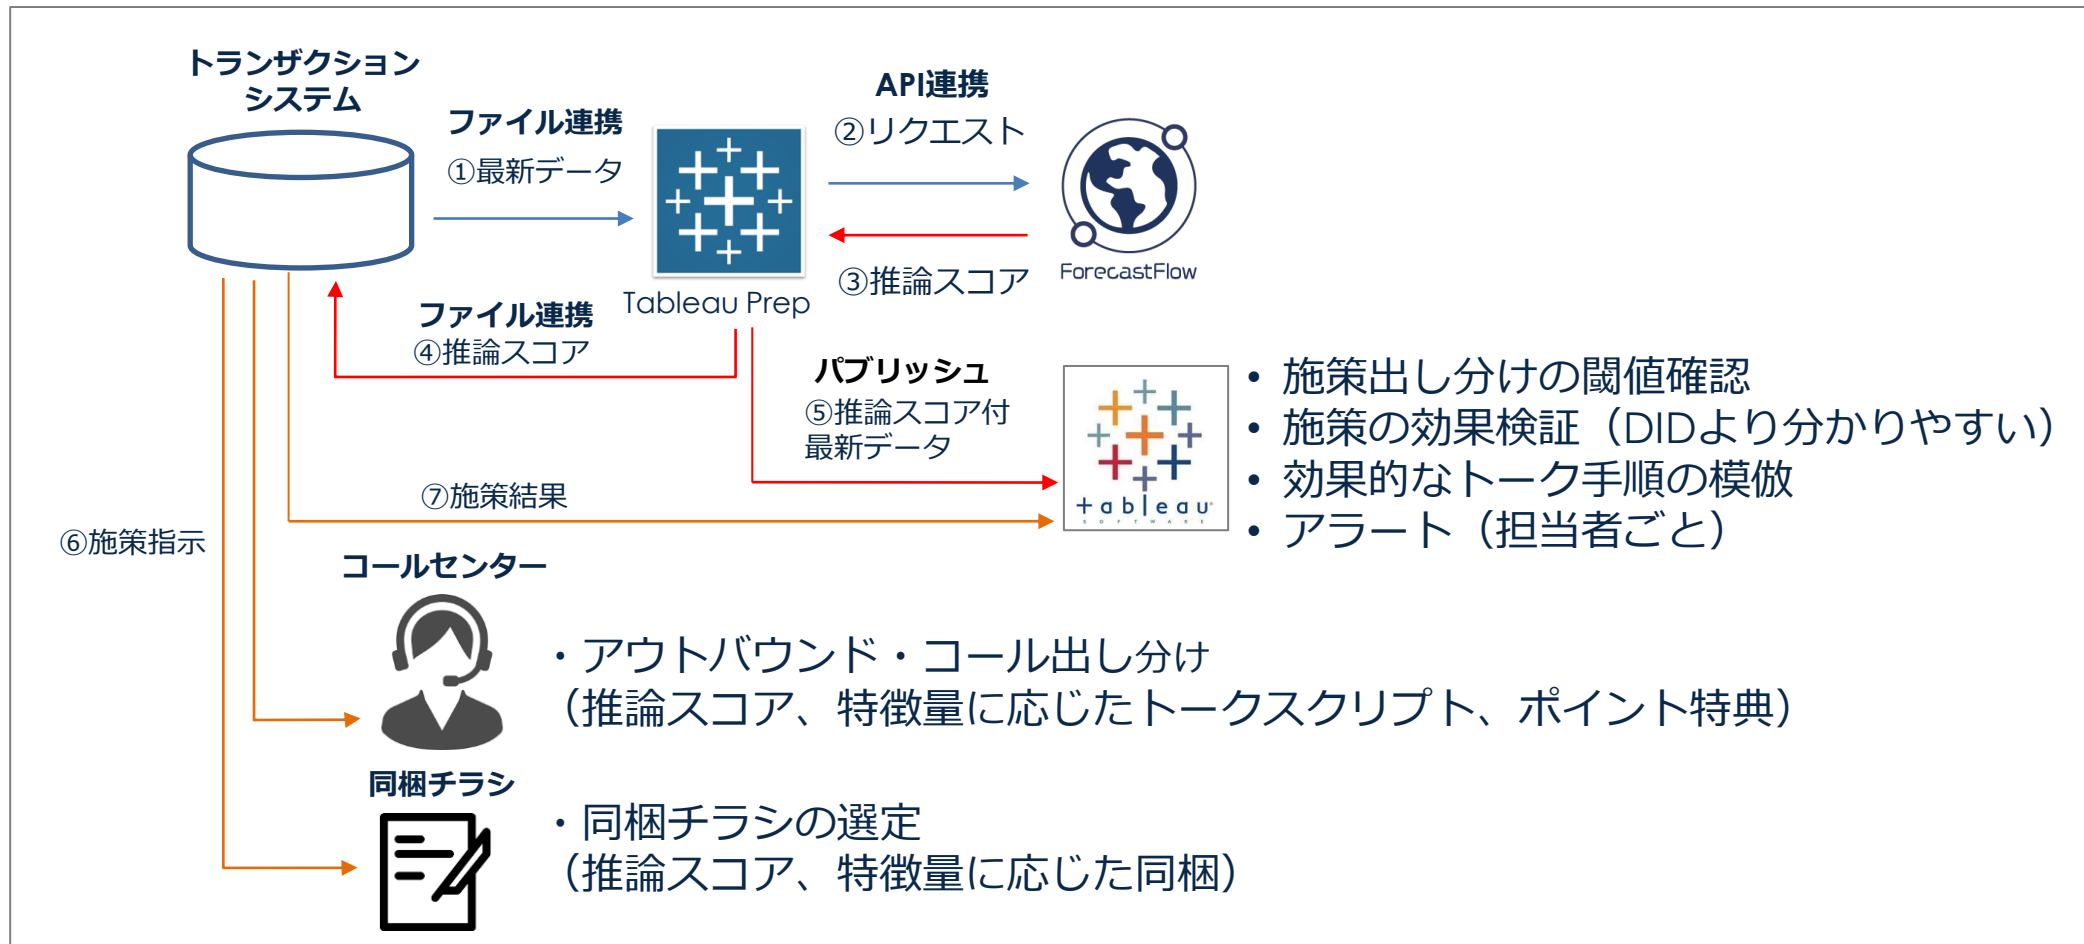 トランザクション
システム
ファイル連携
①最新データ
API連携
②リクエスト
③推論スコア
ForecastFlow
Tableau Prep
ファイル連携
④推論スコア
パブリッシュ
⑤推論スコア付
最新データ
+ableau
SOFTWARE
• 施策出し分けの閾値確認
• 施策の効果検証（DIDより分かりやすい）
• 効果的なトーク手順の模倣
• アラート（担当者ごと）
⑦施策結果
⑥施策指示
コールセンター
・アウトバウンド・コール出し分け
（推論スコア、特徴量に応じたトークスクリプト、ポイント特典）
同梱チラシ
・同梱チラシの選定
（推論スコア、特徴量に応じた同梱）